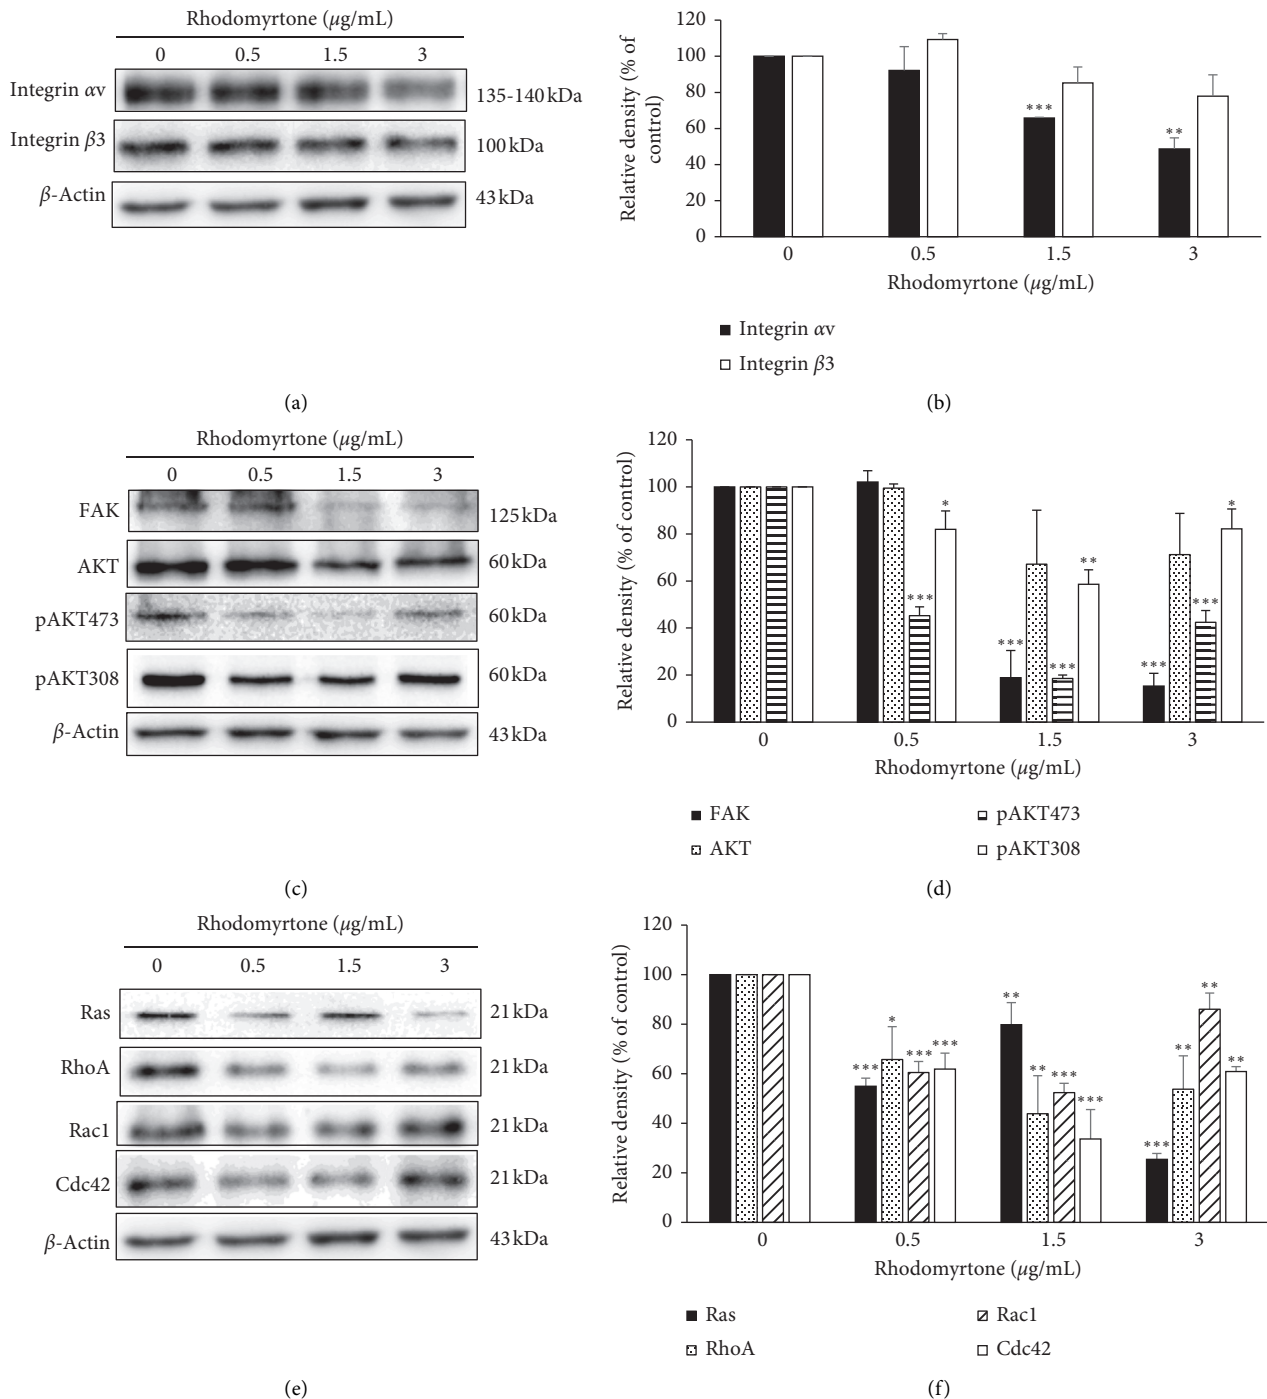 Rhodomyrtone (μg/mL)
0 0.5 1.5 3
Integrin αv 135-140 kDa
Integrin β3 100 kDa
β-Actin 43 kDa
(a)
Relative density (% of
control)
120
100
80
60
40
20
0
***
**
0 0.5 1.5 3
Rhodomyrtone (μg/mL)
Integrin αv
Integrin β3
(b)
Rhodomyrtone (μg/mL)
0 0.5 1.5 3
FAK 125 kDa
AKT 60 kDa
pAKT473 60 kDa
pAKT308 60 kDa
β-Actin 43 kDa
(c)
Relative density (% of control)
120
100
80
60
40
20
0
*** *
*** *** **
*** *** *
0 0.5 1.5 3
Rhodomyrtone (μg/mL)
FAK pAKT473
AKT pAKT308
(d)
Rhodomyrtone (μg/mL)
0 0.5 1.5 3
Ras 21 kDa
RhoA 21 kDa
Rac1 21 kDa
Cdc42 21 kDa
β-Actin 43 kDa
(e)
Relative density (% of control)
120
100
80
60
40
20
0
*** * *** ***
** ** *** ***
*** ** ** **
0 0.5 1.5 3
Rhodomyrtone (μg/mL)
Ras Rac1
RhoA Cdc42
(f)